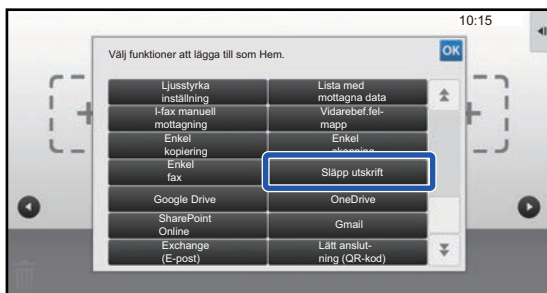 10:15
Välj funktioner att lägga till som Hem.
OK
Ljusstyrka
inställning
Lista med
mottagna data
I-fax manuell
mottagning
Vidarebef.fel-
mapp
Enkel
kopiering
Enkel
skanning
Enkel
fax
Släpp utskrift
Google Drive
OneDrive
SharePoint
Online
Gmail
Exchange
(E-post)
Lätt anslut-
ning (QR-kod)